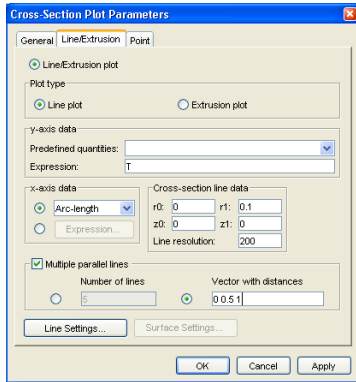 Cross-Section Plot Parameters
General Line/Extrusion Point
Line/Extrusion plot
Plot type
Line plot Extrusion plot
y-axis data
Predefined quantities:
Expression: T
x-axis data Cross-section line data
Arc-length r0: 0 r1: 0.1
Expression... z0: 0 z1: 0
Line resolution: 200
Multiple parallel lines
Number of lines Vector with distances
5 0 0.5 1
Line Settings... Surface Settings...
OK Cancel Apply